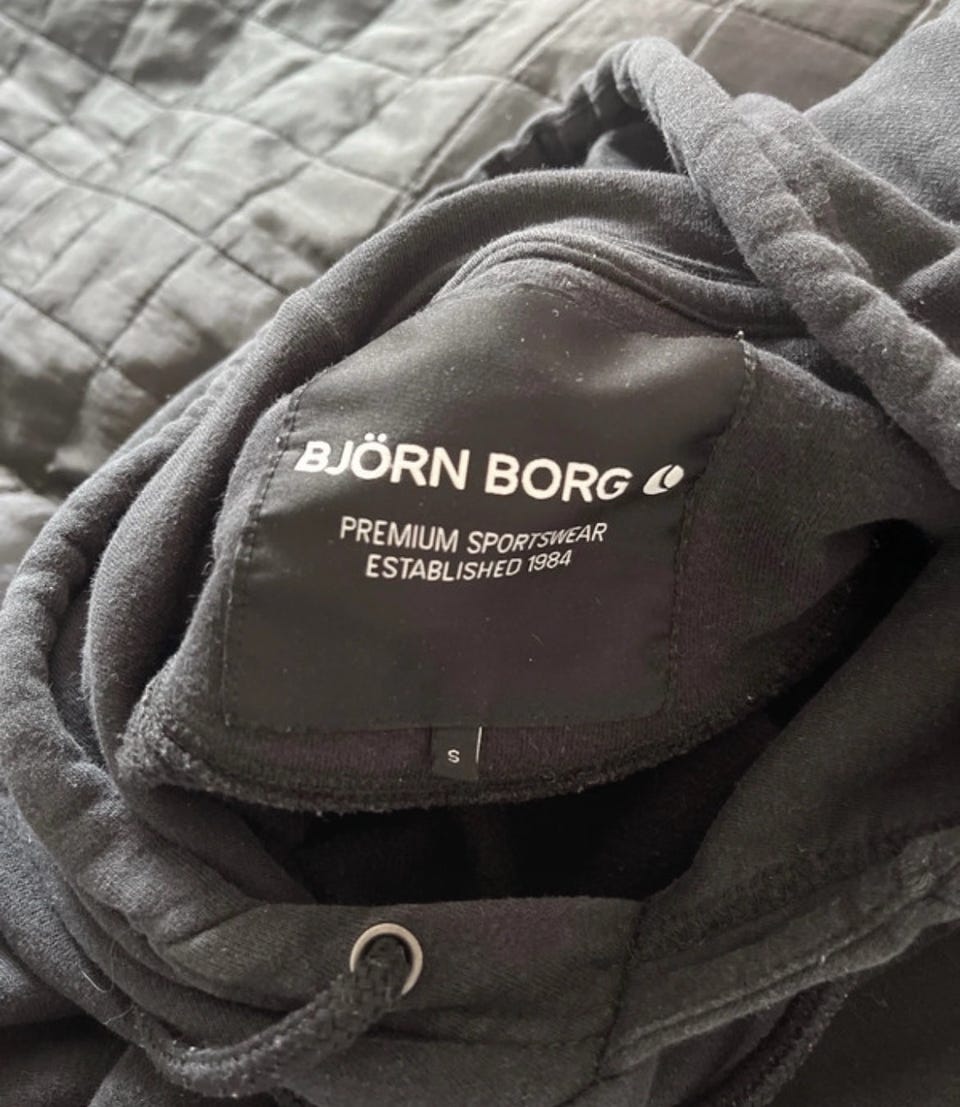 BJÖRN BORG
PREMIUM SPORTSWEAR
ESTABLISHED 1984
S